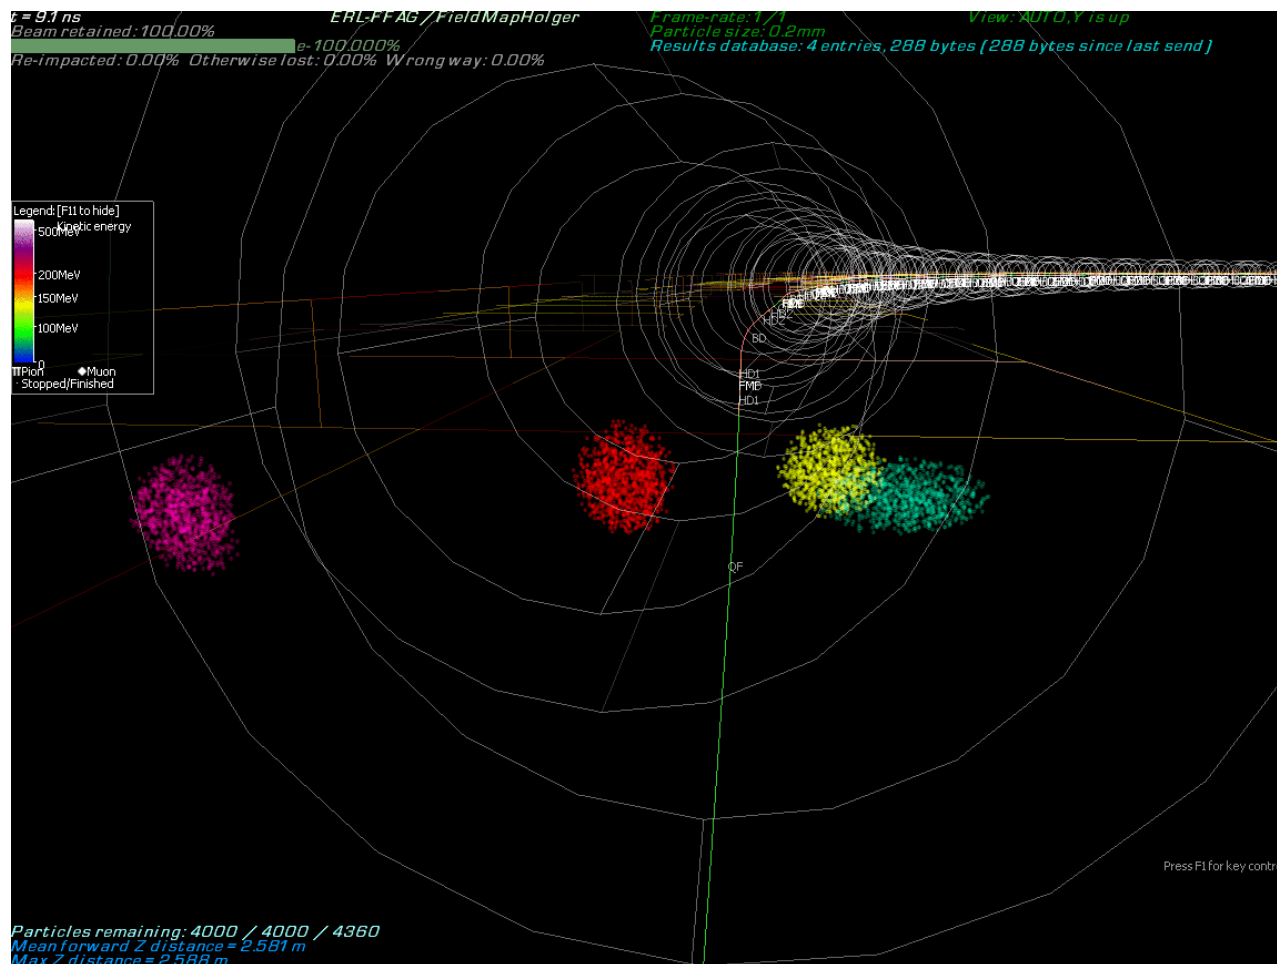 t = 9.1 ns
ERL-FFAG / FieldMapHolger
Frame-rate: 1 / 1
View: AUTO, Y is up
Beam retained: 100.00%
Particle size: 0.2mm
e- 100.000%
Results database: 4 entries, 288 bytes (288 bytes since last send)
Re-impacted: 0.00% Otherwise lost: 0.00% Wrong way: 0.00%
Legend: [F11 to hide]
Kinetic energy
500MeV
200MeV
150MeV
100MeV
0
π Pion ◆Muon
· Stopped/Finished
HD2
BD
HD1
FMD
HD1
QF
Press F1 for key contr
Particles remaining: 4000 / 4000 / 4360
Mean forward Z distance = 2.581 m
Max Z distance = 2.588 m